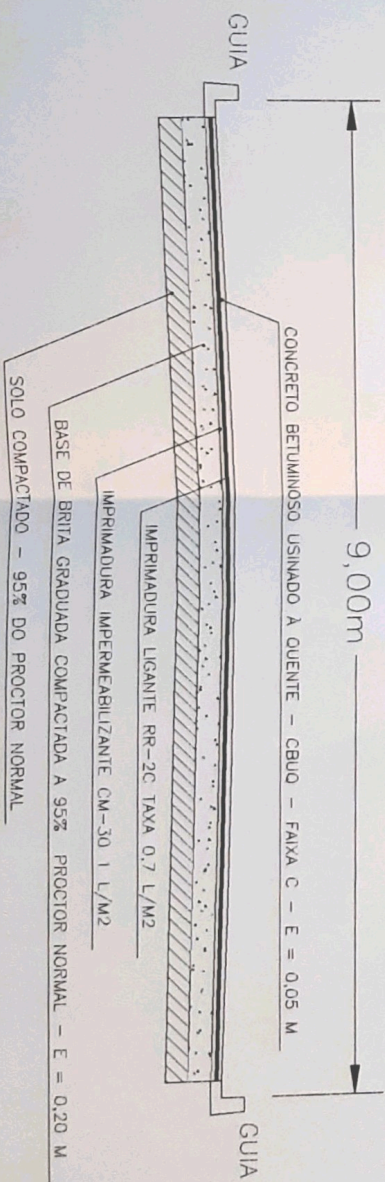 9,00m
GUIA
GUIA
CONCRETO BETUMINOSO USINADO À QUENTE - CBUQ - FAIXA C - E = 0,05 M
IMPRIMADURA LIGANTE RR-2C TAXA 0,7 L/M2
IMPRIMADURA IMPERMEABILIZANTE CM-30 1 L/M2
BASE DE BRITA GRADUADA COMPACTADA A 95% PROCTOR NORMAL - E = 0,20 M
SOLO COMPACTADO - 95% DO PROCTOR NORMAL